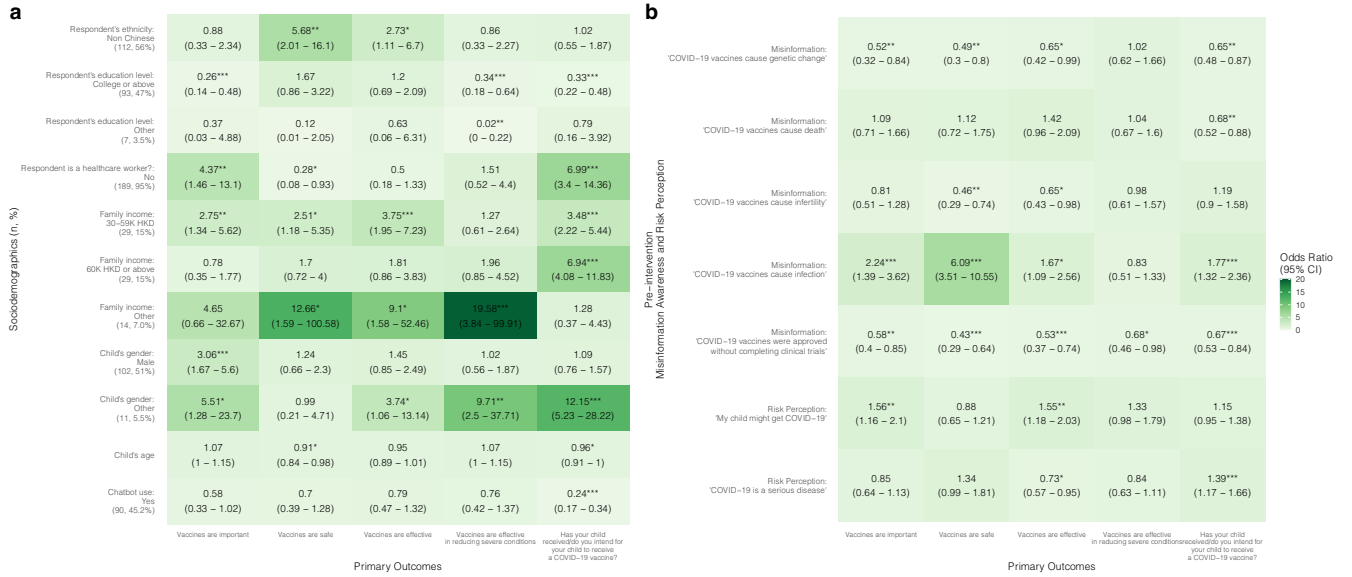 a
Sociodemographics (n, %)
Respondent's ethnicity:
Non Chinese
(112, 56%)
0.88 5.68** 2.73* 0.86 1.02
(0.33 − 2.34) (2.01 − 16.1) (1.11 − 6.7) (0.33 − 2.27) (0.55 − 1.87)
Respondent's education level:
College or above
(93, 47%)
0.26*** 1.67 1.2 0.34*** 0.33***
(0.14 − 0.48) (0.86 − 3.22) (0.69 − 2.09) (0.18 − 0.64) (0.22 − 0.48)
Respondent's education level:
Other
(7, 3.5%)
0.37 0.12 0.63 0.02** 0.79
(0.03 − 4.88) (0.01 − 2.05) (0.06 − 6.31) (0 − 0.22) (0.16 − 3.92)
Respondent is a healthcare worker?:
No
(189, 95%)
4.37** 0.28* 0.5 1.51 6.99***
(1.46 − 13.1) (0.08 − 0.93) (0.18 − 1.33) (0.52 − 4.4) (3.4 − 14.36)
Family income:
30−59K HKD
(29, 15%)
2.75** 2.51* 3.75*** 1.27 3.48***
(1.34 − 5.62) (1.18 − 5.35) (1.95 − 7.23) (0.61 − 2.64) (2.22 − 5.44)
Family income:
60K HKD or above
(29, 15%)
0.78 1.7 1.81 1.96 6.94***
(0.35 − 1.77) (0.72 − 4) (0.86 − 3.83) (0.85 − 4.52) (4.08 − 11.83)
Family income:
Other
(14, 7.0%)
4.65 12.66* 9.1* 19.58*** 1.28
(0.66 − 32.67) (1.59 − 100.58) (1.58 − 52.46) (3.84 − 99.91) (0.37 − 4.43)
Child's gender:
Male
(102, 51%)
3.06*** 1.24 1.45 1.02 1.09
(1.67 − 5.6) (0.66 − 2.3) (0.85 − 2.49) (0.56 − 1.87) (0.76 − 1.57)
Child's gender:
Other
(11, 5.5%)
5.51* 0.99 3.74* 9.71** 12.15***
(1.28 − 23.7) (0.21 − 4.71) (1.06 − 13.14) (2.5 − 37.71) (5.23 − 28.22)
Child's age
1.07 0.91* 0.95 1.07 0.96*
(1 − 1.15) (0.84 − 0.98) (0.89 − 1.01) (1 − 1.15) (0.91 − 1)
Chatbot use:
Yes
(90, 45.2%)
0.58 0.7 0.79 0.76 0.24***
(0.33 − 1.02) (0.39 − 1.28) (0.47 − 1.32) (0.42 − 1.37) (0.17 − 0.34)
Vaccines are important
Vaccines are safe
Vaccines are effective
Vaccines are effective
in reducing severe conditions
Has your child
received/do you intend for
your child to receive
a COVID−19 vaccine?
Primary Outcomes
b
Pre−intervention
Misinformation Awareness and Risk Perception
Misinformation:
'COVID−19 vaccines cause genetic change'
0.52** 0.49** 0.65* 1.02 0.65**
(0.32 − 0.84) (0.3 − 0.8) (0.42 − 0.99) (0.62 − 1.66) (0.48 − 0.87)
Misinformation:
'COVID−19 vaccines cause death'
1.09 1.12 1.42 1.04 0.68**
(0.71 − 1.66) (0.72 − 1.75) (0.96 − 2.09) (0.67 − 1.6) (0.52 − 0.88)
Misinformation:
'COVID−19 vaccines cause infertility'
0.81 0.46** 0.65* 0.98 1.19
(0.51 − 1.28) (0.29 − 0.74) (0.43 − 0.98) (0.61 − 1.57) (0.9 − 1.58)
Misinformation:
'COVID−19 vaccines cause infection'
2.24*** 6.09*** 1.67* 0.83 1.77***
(1.39 − 3.62) (3.51 − 10.55) (1.09 − 2.56) (0.51 − 1.33) (1.32 − 2.36)
Misinformation:
'COVID−19 vaccines were approved
without completing clinical trials'
0.58** 0.43*** 0.53*** 0.68* 0.67***
(0.4 − 0.85) (0.29 − 0.64) (0.37 − 0.74) (0.46 − 0.98) (0.53 − 0.84)
Risk Perception:
'My child might get COVID−19'
1.56** 0.88 1.55** 1.33 1.15
(1.16 − 2.1) (0.65 − 1.21) (1.18 − 2.03) (0.98 − 1.79) (0.95 − 1.38)
Risk Perception:
'COVID−19 is a serious disease'
0.85 1.34 0.73* 0.84 1.39***
(0.64 − 1.13) (0.99 − 1.81) (0.57 − 0.95) (0.63 − 1.11) (1.17 − 1.66)
Vaccines are important
Vaccines are safe
Vaccines are effective
Vaccines are effective
in reducing severe conditions
Has your child
received/do you intend for
your child to receive
a COVID−19 vaccine?
Primary Outcomes
Odds Ratio
(95% CI)
20
15
10
5
0